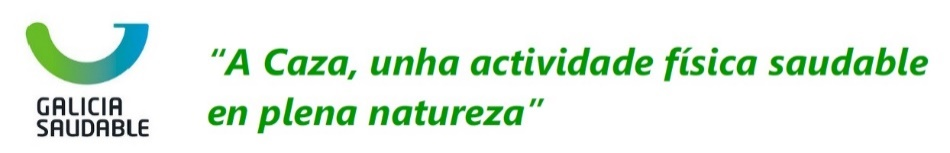 GALICIA
SAUDABLE
“A Caza, unha actividade física saudable
en plena natureza”